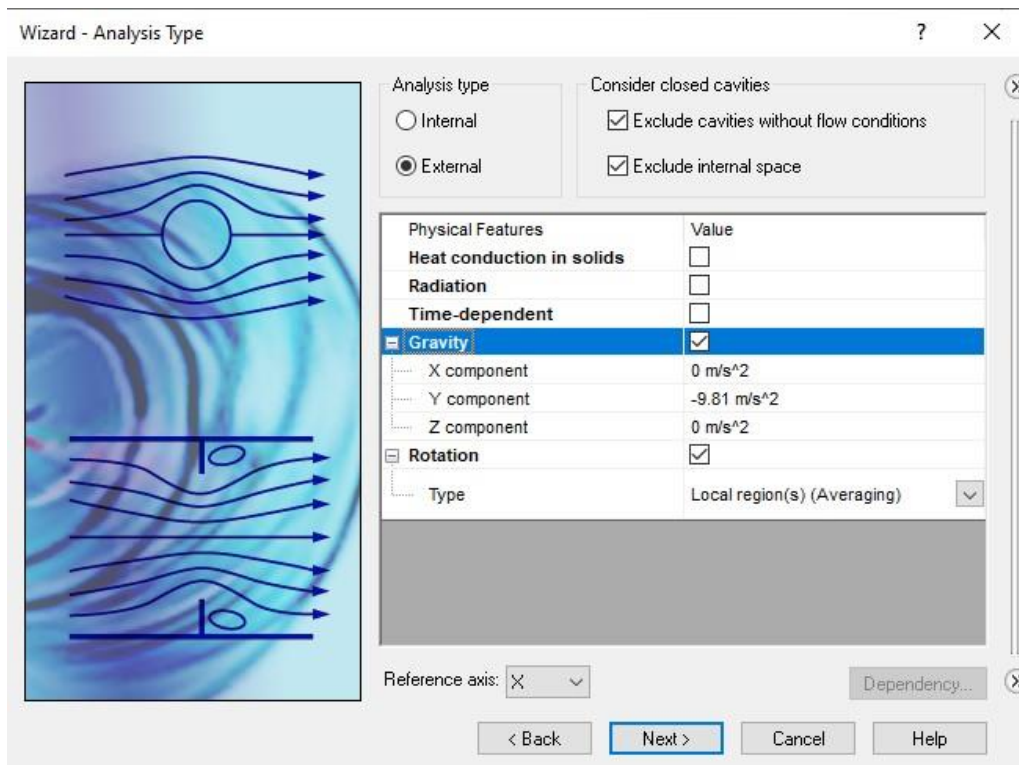 Wizard - Analysis Type
?
Analysis type
Consider closed cavities
Internal
Exclude cavities without flow conditions
External
Exclude internal space
Physical Features Value
Heat conduction in solids
Radiation
Time-dependent
Gravity
X component 0 m/s^2
Y component -9.81 m/s^2
Z component 0 m/s^2
Rotation
Type Local region(s) (Averaging)
Reference axis: X
Dependency...
< Back Next > Cancel Help